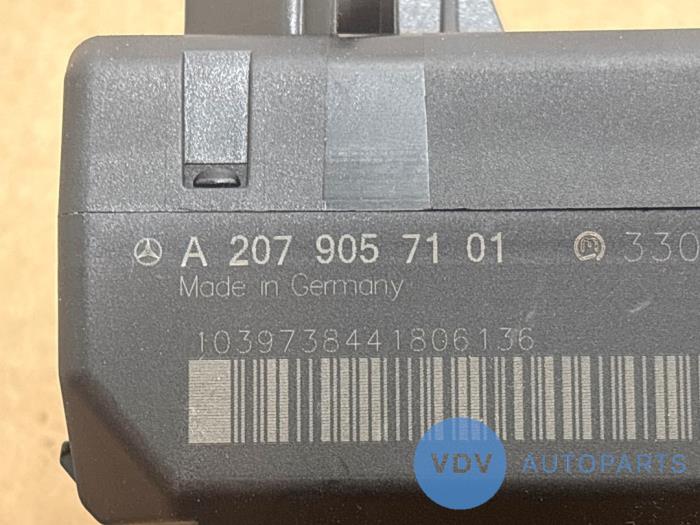 A 207 905 71 01 330
Made in Germany
1039738441806136
VDV AUTOPARTS